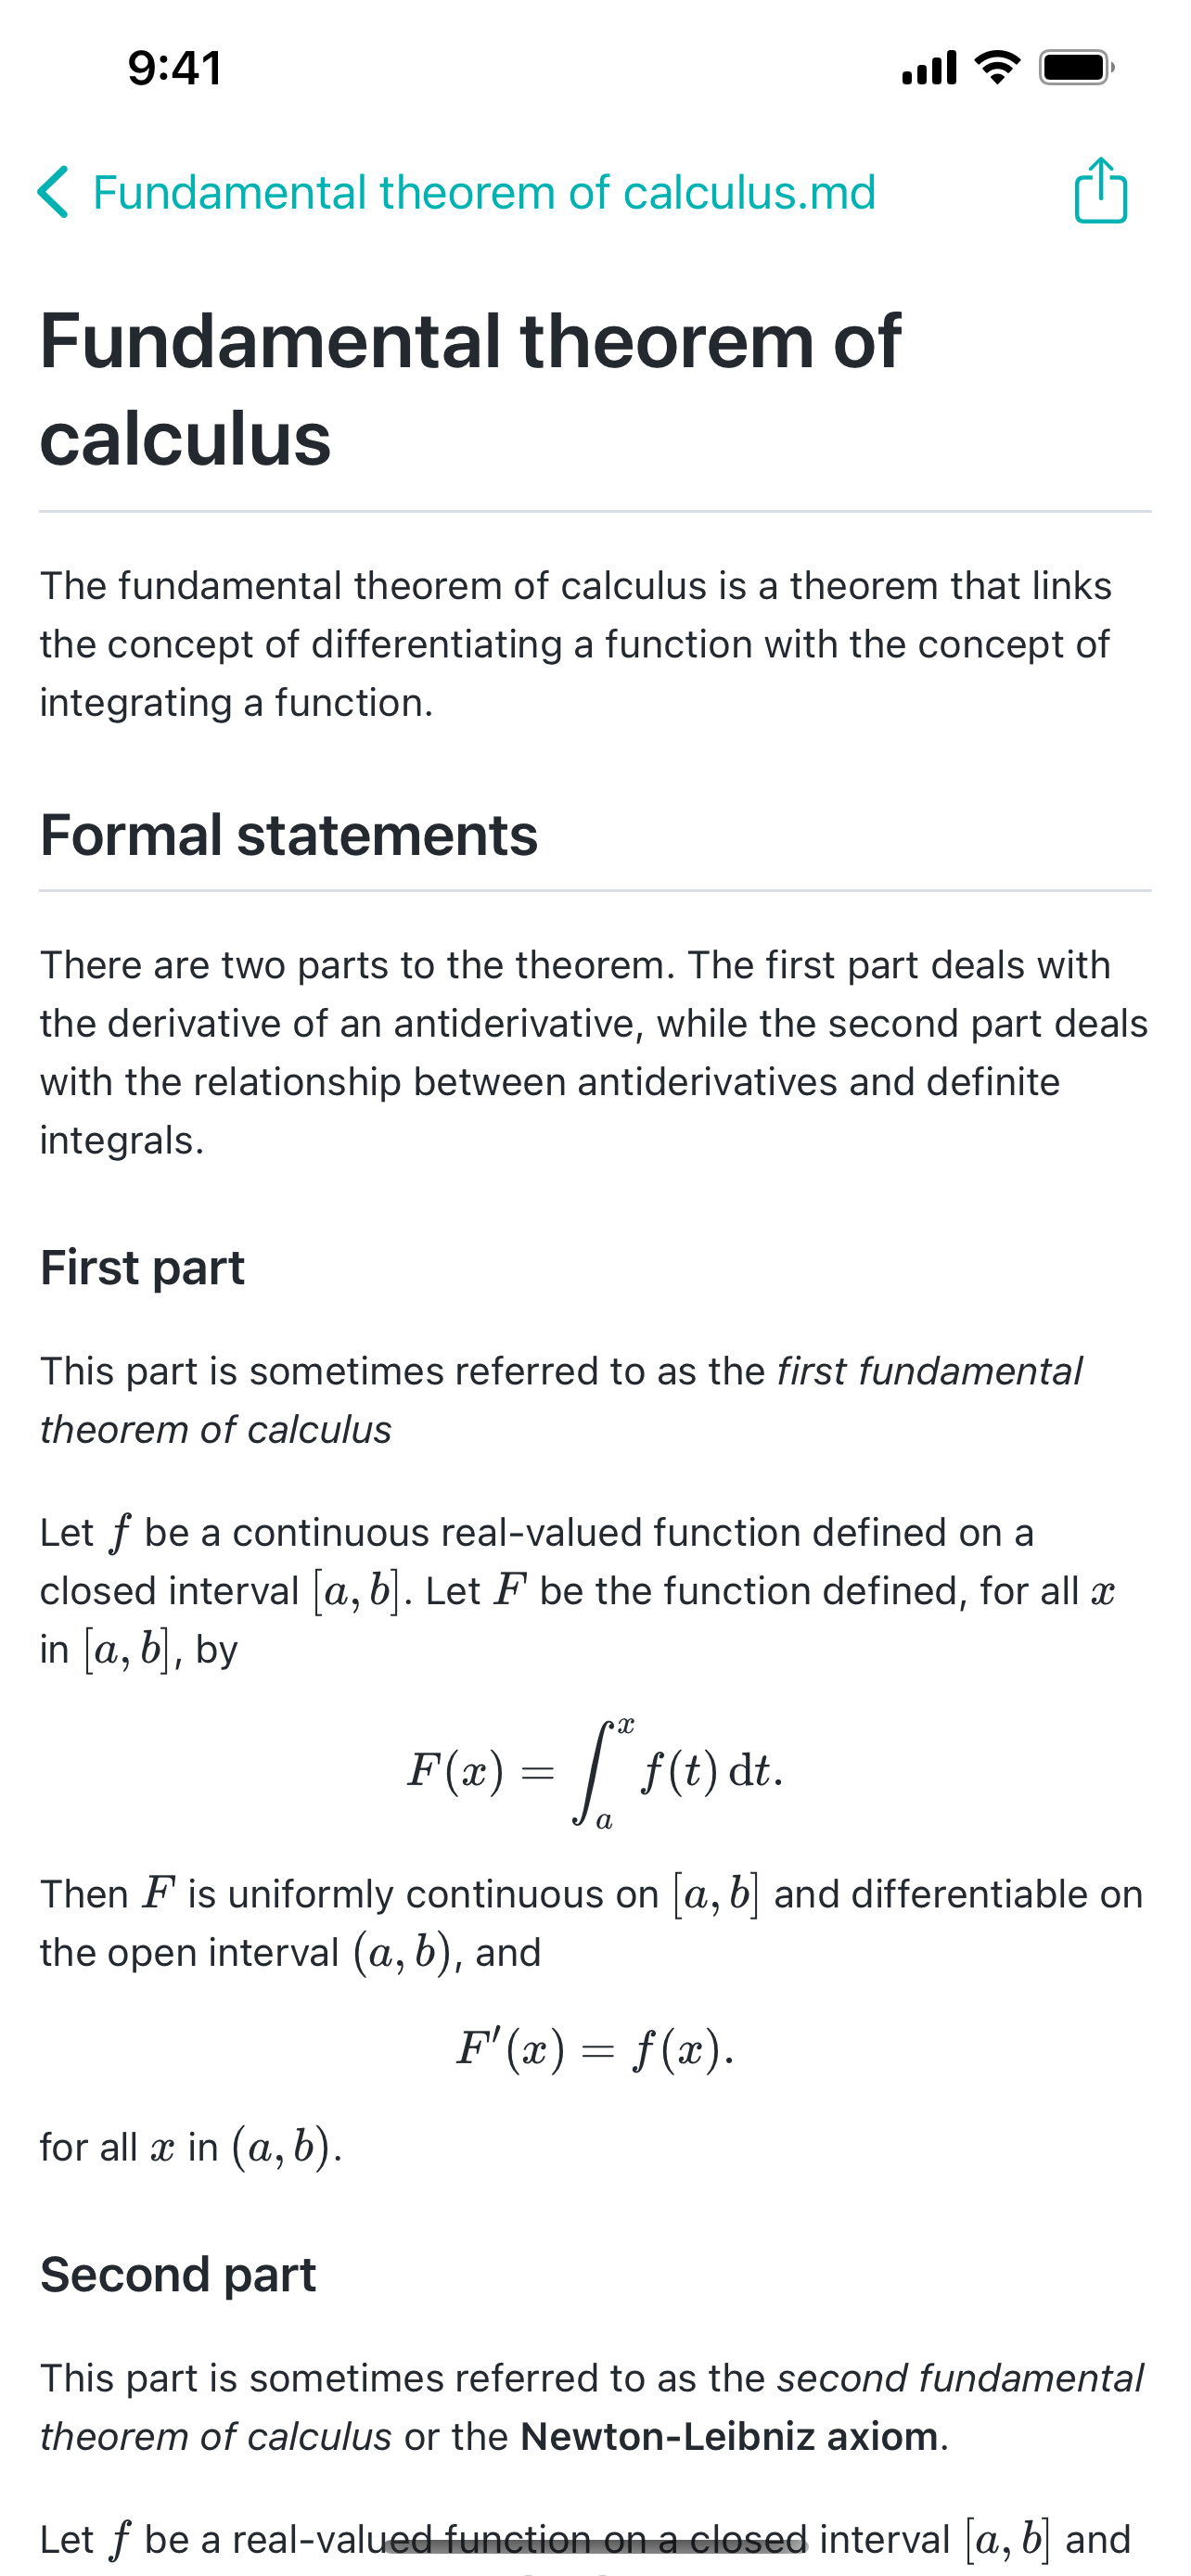 9:41
Fundamental theorem of calculus.md
Fundamental theorem of
calculus
The fundamental theorem of calculus is a theorem that links
the concept of differentiating a function with the concept of
integrating a function.
Formal statements
There are two parts to the theorem. The first part deals with
the derivative of an antiderivative, while the second part deals
with the relationship between antiderivatives and definite
integrals.
First part
This part is sometimes referred to as the first fundamental
theorem of calculus
Let f be a continuous real-valued function defined on a
closed interval [a, b]. Let F be the function defined, for all x
in [a, b], by
F(x) = ∫ₐˣ f(t) dt.
Then F is uniformly continuous on [a, b] and differentiable on
the open interval (a, b), and
F′(x) = f(x).
for all x in (a, b).
Second part
This part is sometimes referred to as the second fundamental
theorem of calculus or the Newton-Leibniz axiom.
Let f be a real-valued function on a closed interval [a, b] and